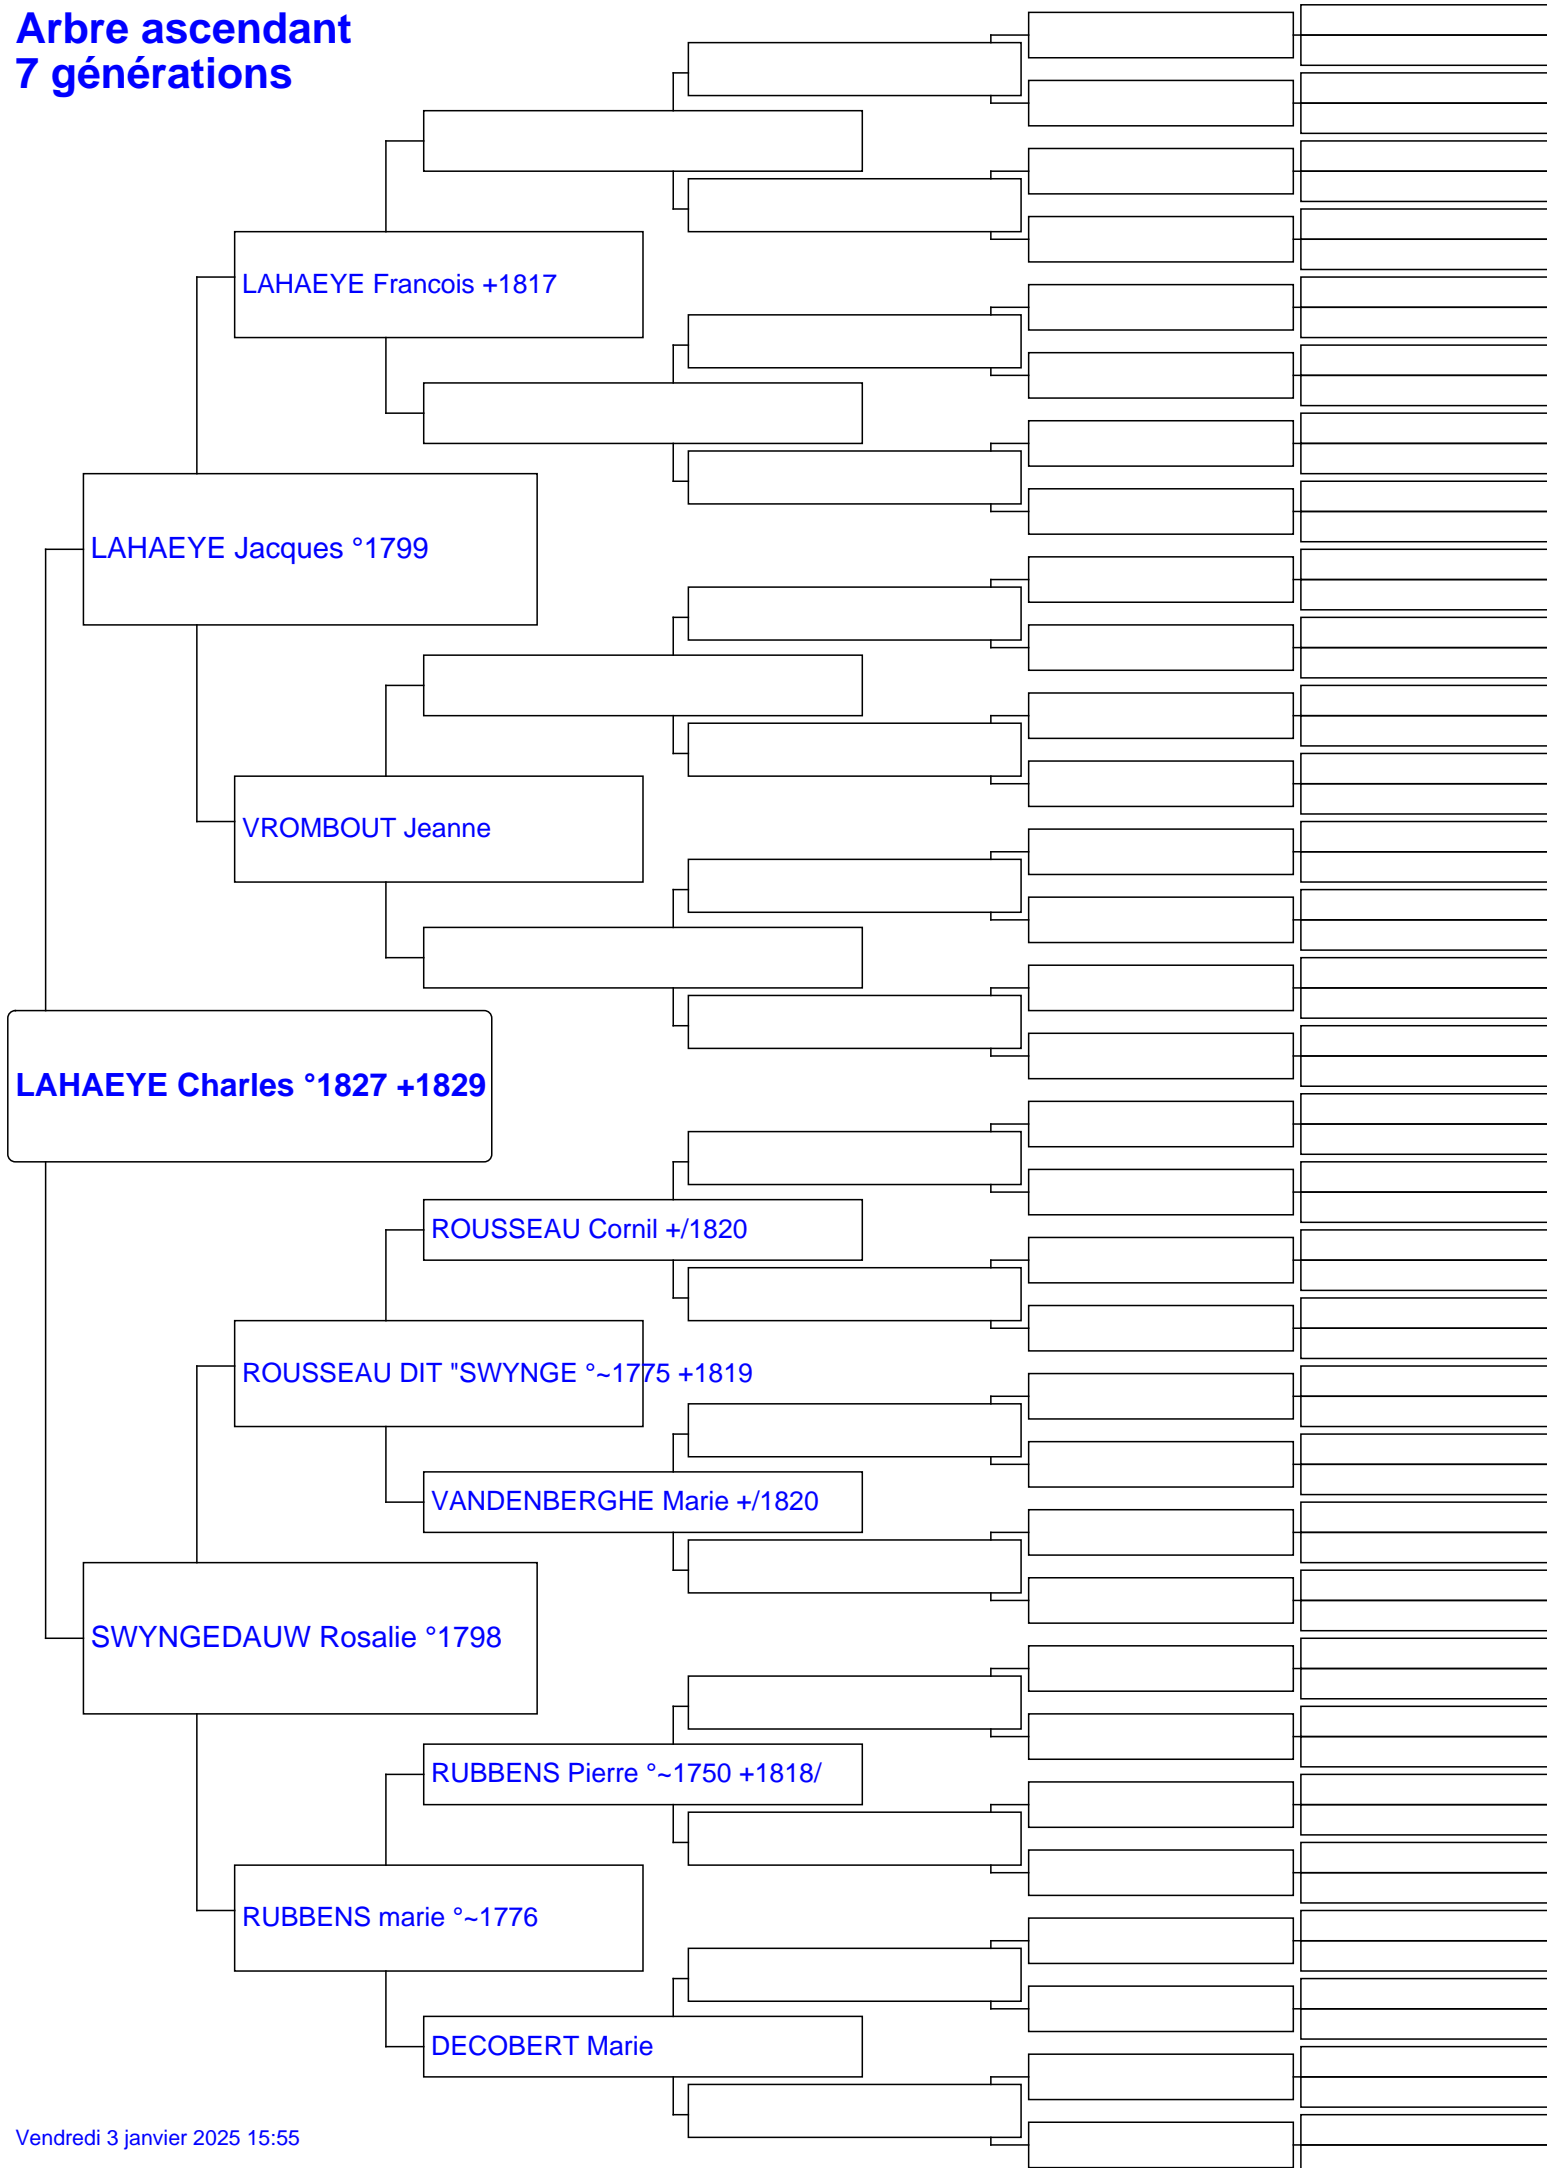 Arbre ascendant
7 générations
LAHAEYE Francois +1817
LAHAEYE Jacques °1799
VROMBOUT Jeanne
LAHAEYE Charles °1827 +1829
ROUSSEAU Cornil +/1820
ROUSSEAU DIT "SWYNGE °~1775 +1819
VANDENBERGHE Marie +/1820
SWYNGEDAUW Rosalie °1798
RUBBENS Pierre °~1750 +1818/
RUBBENS marie °~1776
DECOBERT Marie
Vendredi 3 janvier 2025 15:55